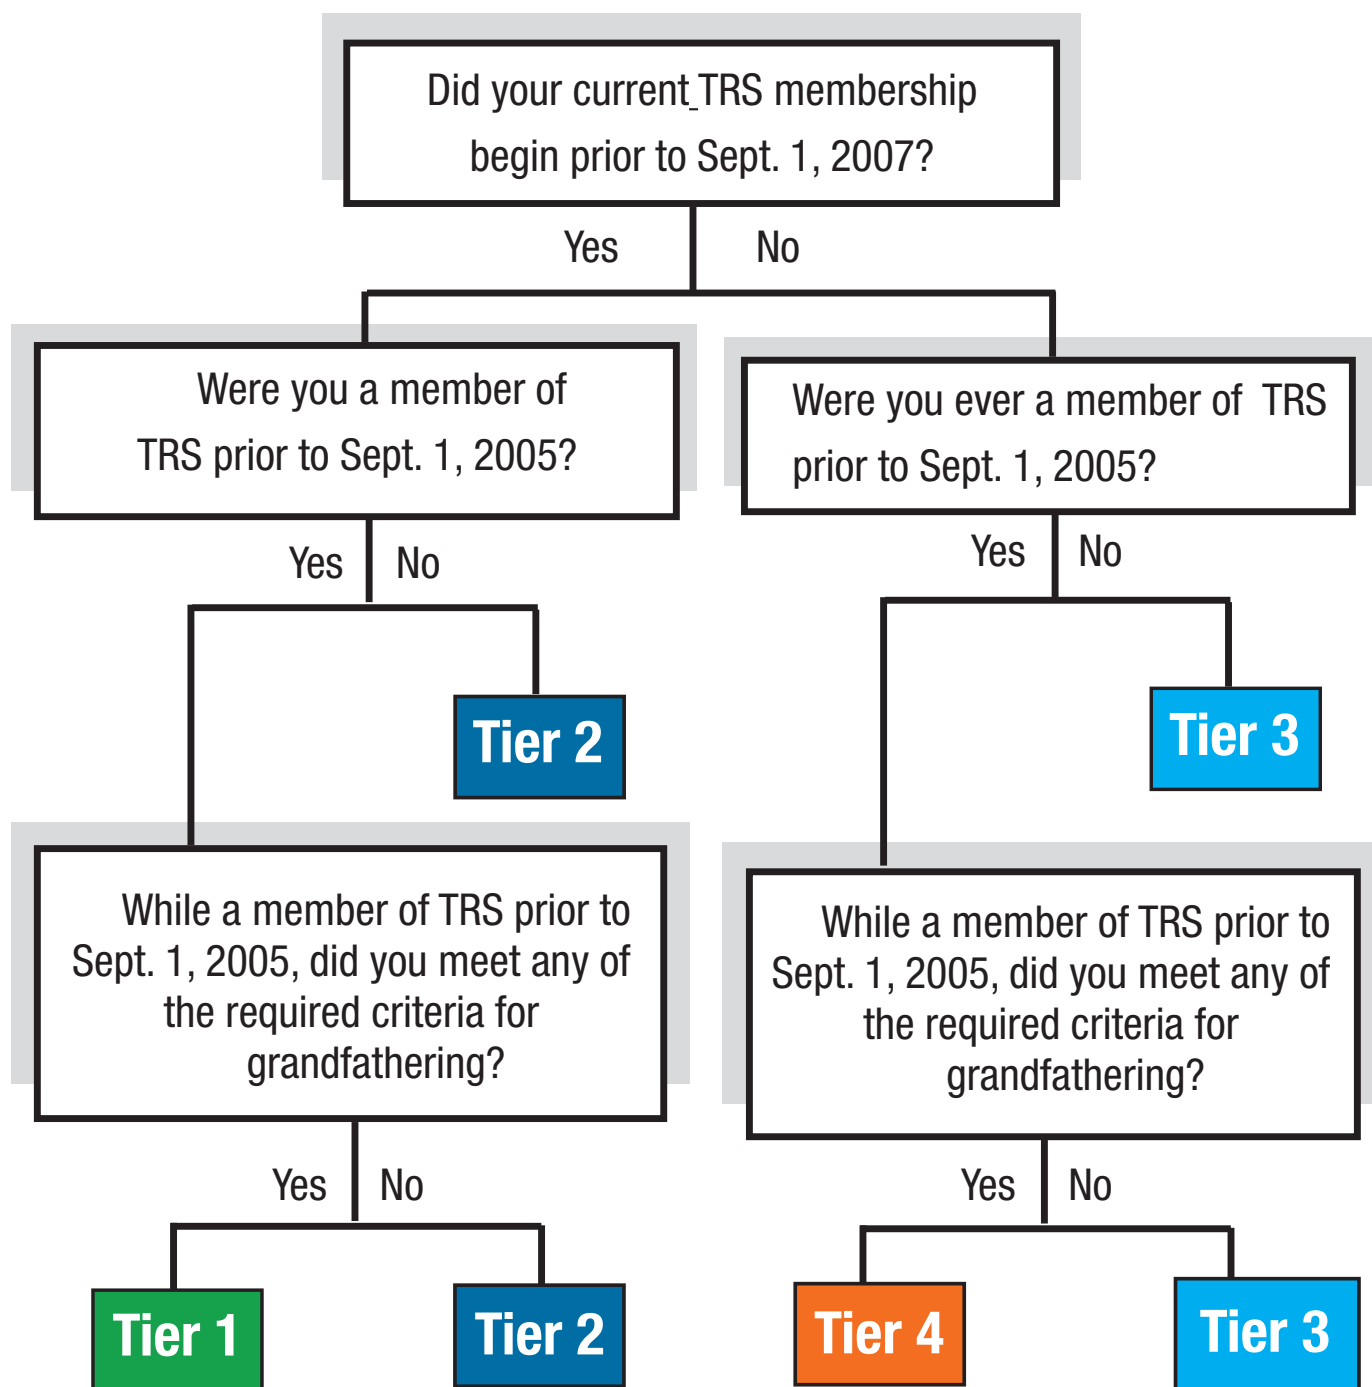 Did your current TRS membership
begin prior to Sept. 1, 2007?
Yes No
Were you a member of
TRS prior to Sept. 1, 2005?
Were you ever a member of TRS
prior to Sept. 1, 2005?
Yes No
Yes No
Tier 2
Tier 3
While a member of TRS prior to
Sept. 1, 2005, did you meet any of
the required criteria for
grandfathering?
While a member of TRS prior to
Sept. 1, 2005, did you meet any of
the required criteria for
grandfathering?
Yes No
Yes No
Tier 1
Tier 2
Tier 4
Tier 3